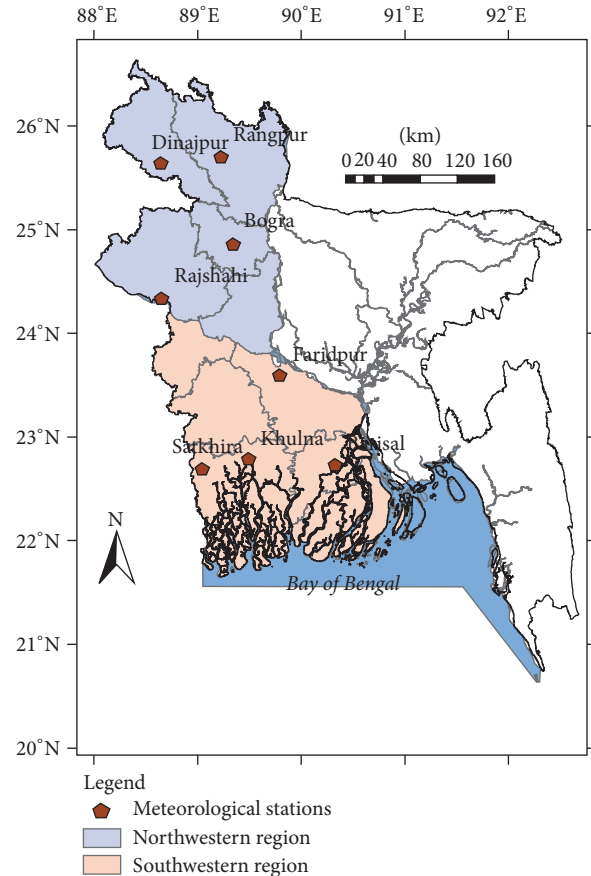 88°E 89°E 90°E 91°E 92°E
26°N
25°N
24°N
23°N
22°N
21°N
20°N
(km)
0 20 40 80 120 160
Dinajpur
Rangpur
Bogra
Rajshahi
Faridpur
Satkhira
Khulna
N
Bay of Bengal
Legend
Meteorological stations
Northwestern region
Southwestern region